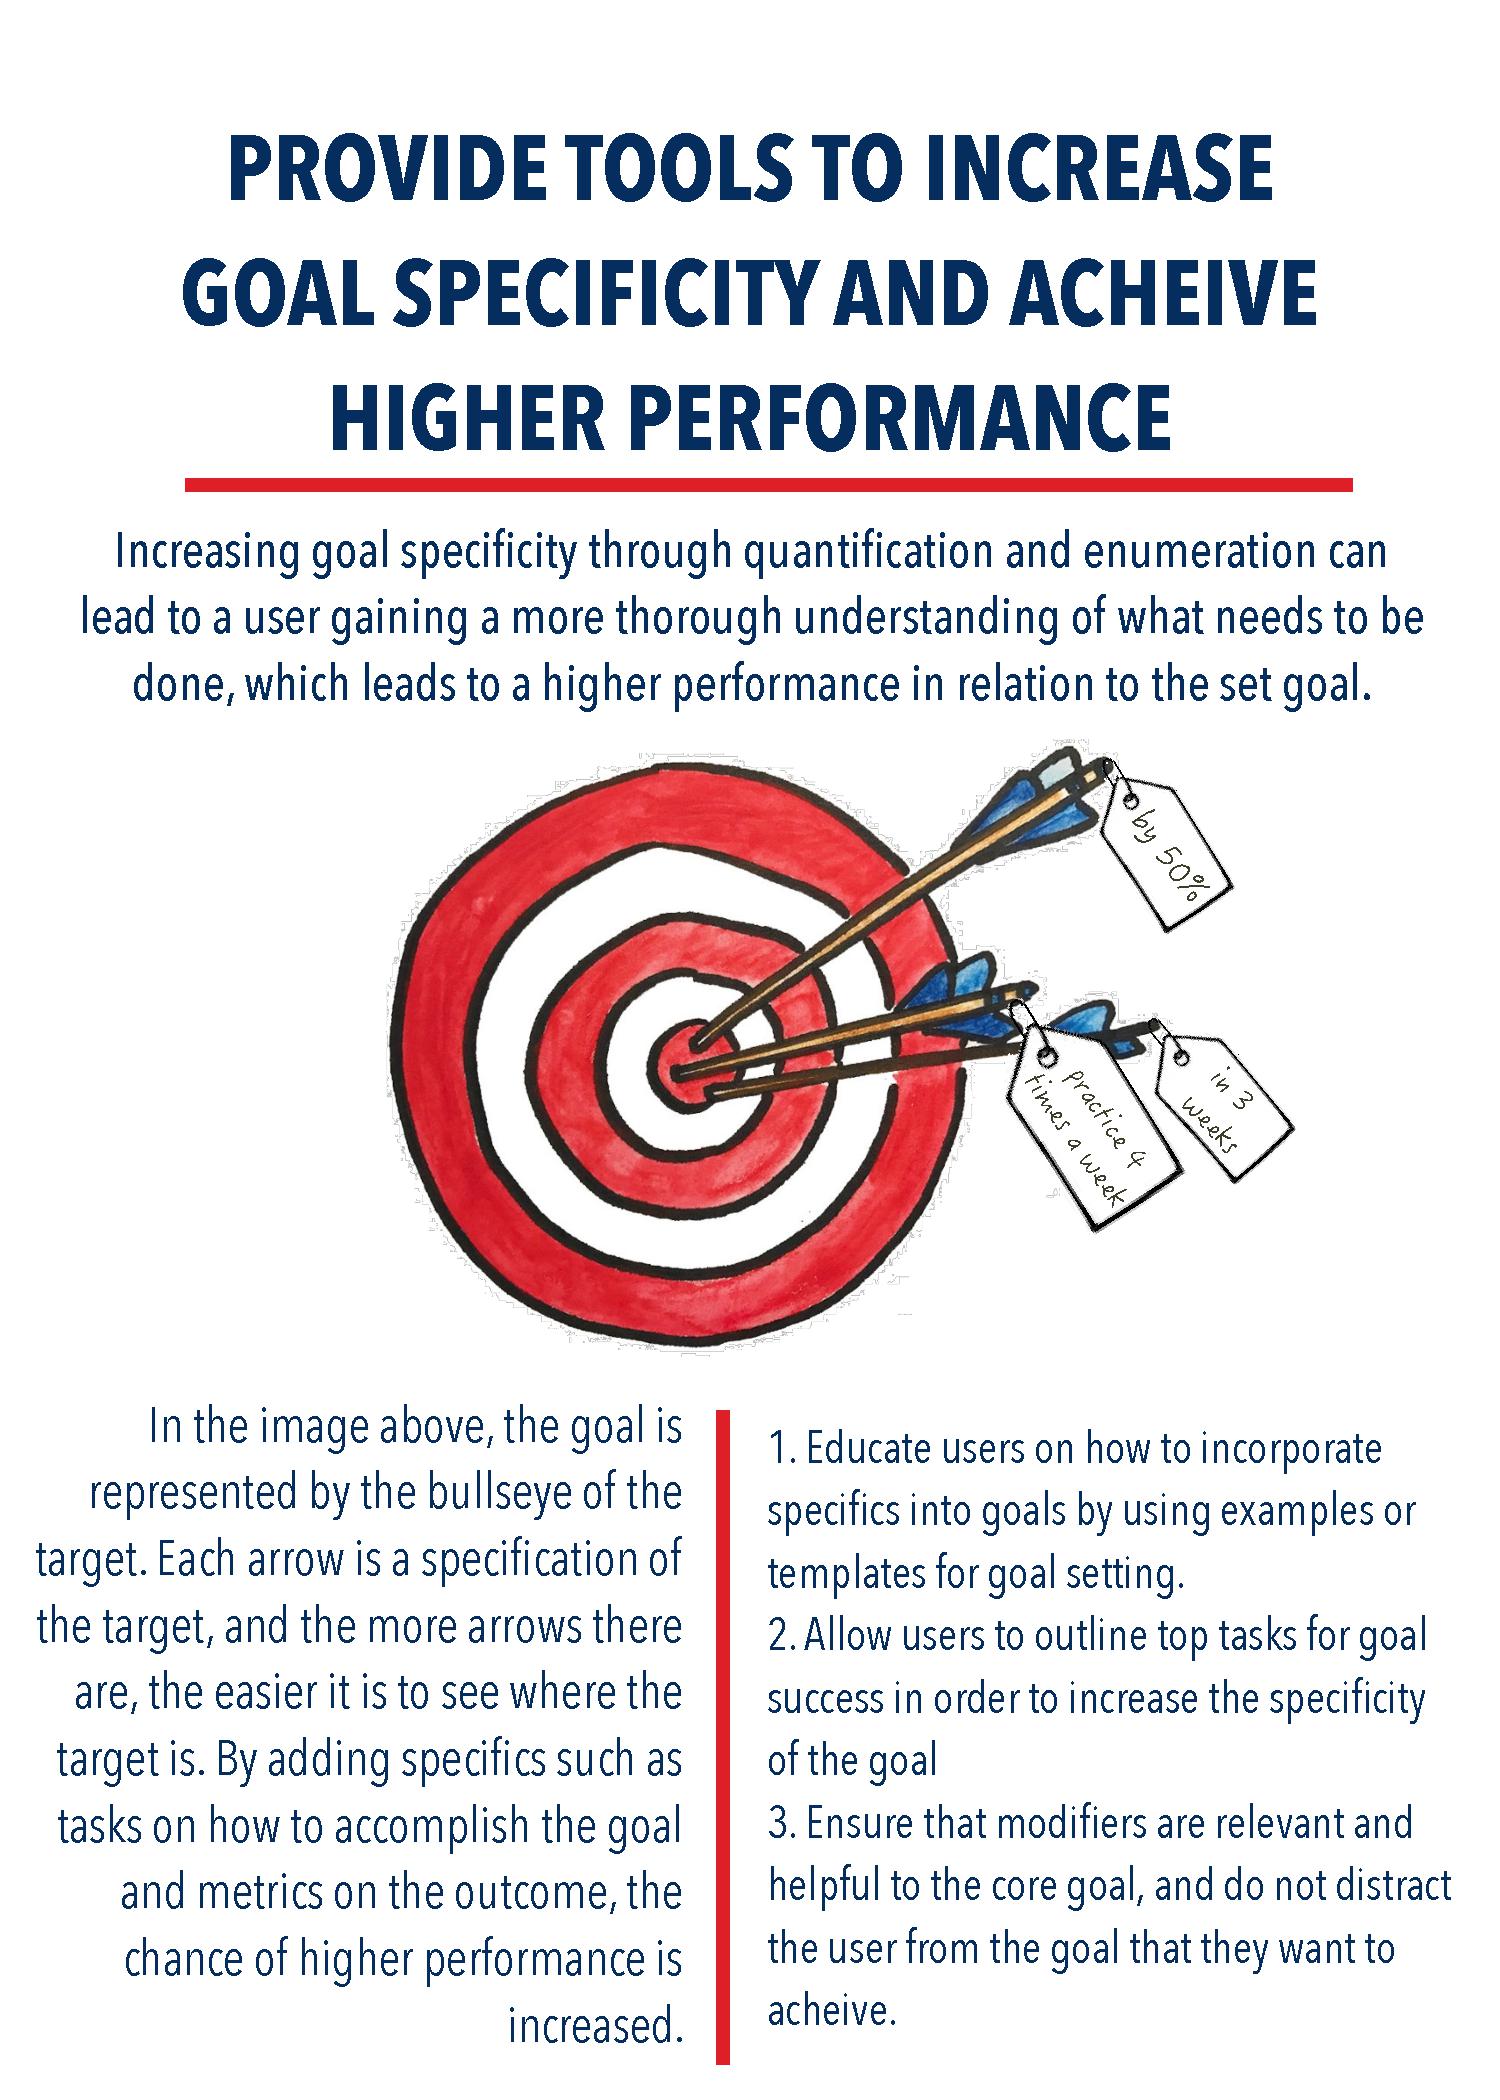 PROVIDE TOOLS TO INCREASE
GOAL SPECIFICITY AND ACHEIVE
HIGHER PERFORMANCE
Increasing goal specificity through quantification and enumeration can
lead to a user gaining a more thorough understanding of what needs to be
done, which leads to a higher performance in relation to the set goal.
by 50%
practice 4
times a week
in 3
weeks
In the image above, the goal is
represented by the bullseye of the
target. Each arrow is a specification of
the target, and the more arrows there
are, the easier it is to see where the
target is. By adding specifics such as
tasks on how to accomplish the goal
and metrics on the outcome, the
chance of higher performance is
increased.
1. Educate users on how to incorporate
specifics into goals by using examples or
templates for goal setting.
2. Allow users to outline top tasks for goal
success in order to increase the specificity
of the goal
3. Ensure that modifiers are relevant and
helpful to the core goal, and do not distract
the user from the goal that they want to
acheive.